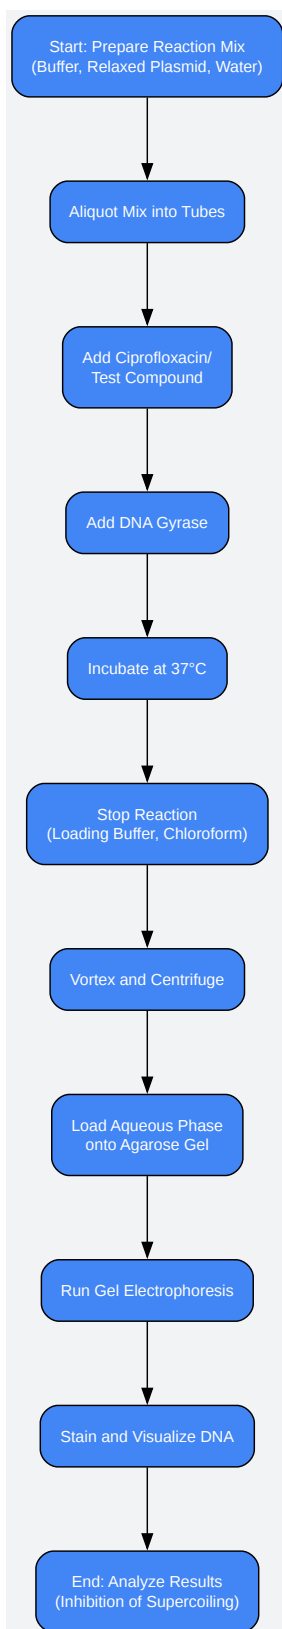 Start: Prepare Reaction Mix
(Buffer, Relaxed Plasmid, Water)
Aliquot Mix into Tubes
Add Ciprofloxacin/
Test Compound
Add DNA Gyrase
Incubate at 37°C
Stop Reaction
(Loading Buffer, Chloroform)
Vortex and Centrifuge
Load Aqueous Phase
onto Agarose Gel
Run Gel Electrophoresis
Stain and Visualize DNA
End: Analyze Results
(Inhibition of Supercoiling)